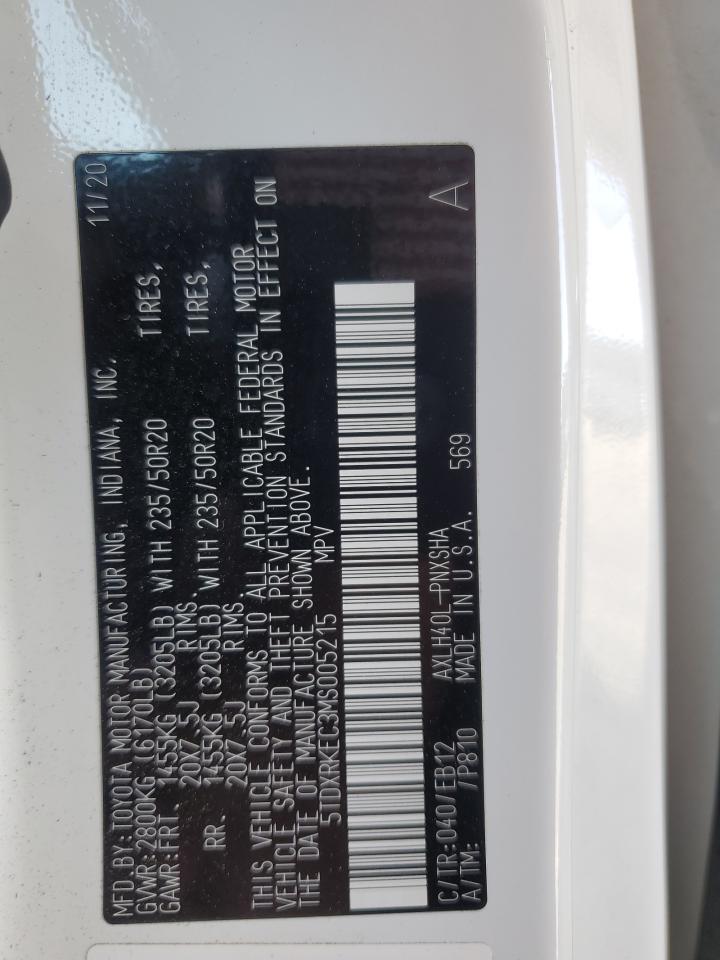 MFD.BY:TOYOTA MOTOR MANUFACTURING, INDIANA, INC. 11/20
GVWR:2800KG (6170LB)
GAWR:FRT. 1455KG (3205LB) WITH 235/50R20 TIRES,
20X7.5J RIMS
RR. 1455KG (3205LB) WITH 235/50R20 TIRES,
20X7.5J RIMS
THIS VEHICLE CONFORMS TO ALL APPLICABLE FEDERAL MOTOR
VEHICLE SAFETY AND THEFT PREVENTION STANDARDS IN EFFECT ON
THE DATE OF MANUFACTURE SHOWN ABOVE.
5TDXRKEC3MS005215 MPV
C/TR:040/EB12 AXLH40L-PNXSHA
A/TM: /P810 MADE IN U.S.A. 569 A